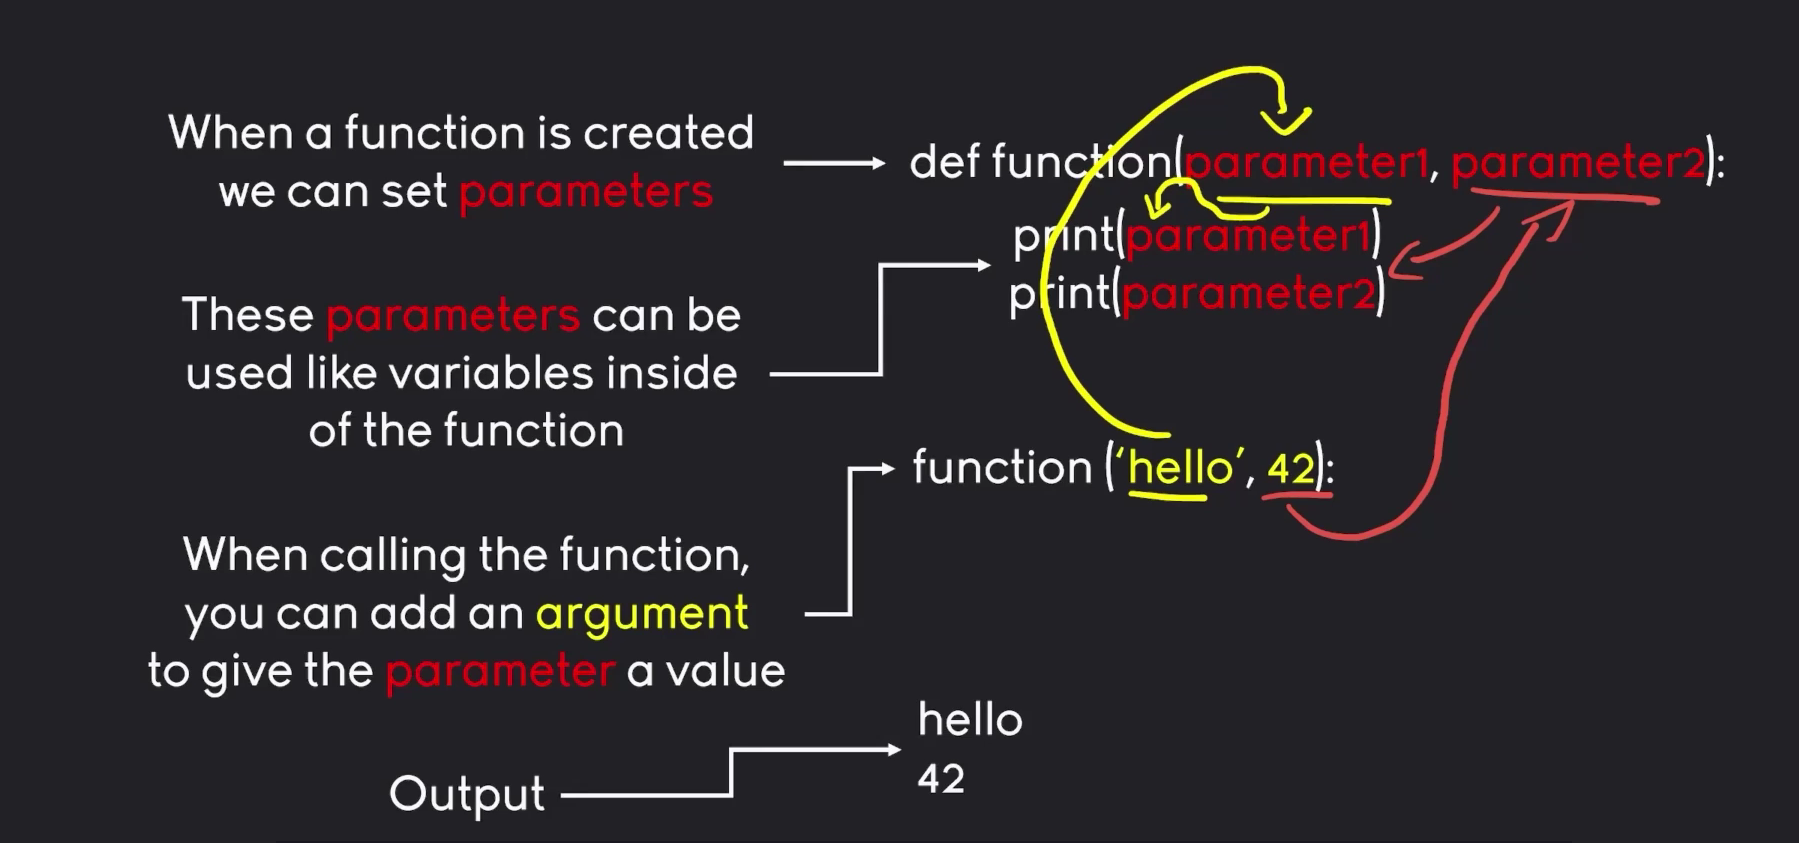 When a function is created
we can set parameters
def function(parameter1, parameter2):
print(parameter1)
print(parameter2)
These parameters can be
used like variables inside
of the function
function ('hello', 42):
When calling the function,
you can add an argument
to give the parameter a value
Output
hello
42